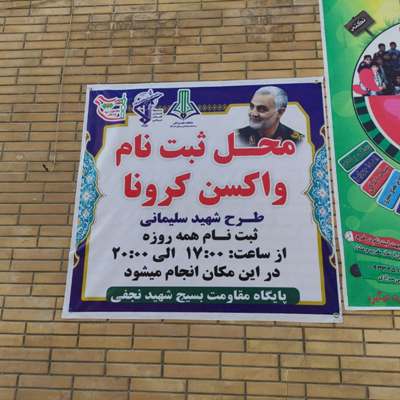 محل ثبت نام
واکسن کرونا
طرح شهید سلیمانی
ثبت نام همه روزه
از ساعت: ۱۷:۰۰ الی ۲۰:۰۰
در این مکان انجام میشود
پایگاه مقاومت بسیج شهید نجفی